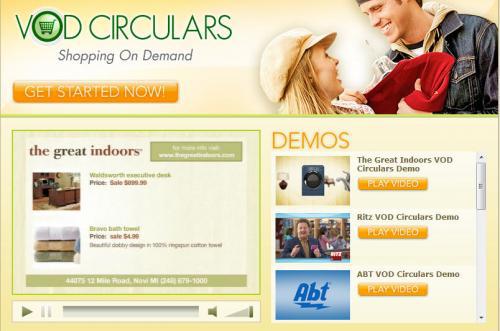 VOD CIRCULARS
Shopping On Demand
GET STARTED NOW!
the great indoors
for more info visit:
www.thegreatindoors.com
Waldsworth executive desk
Price: Sale $899.99
Bravo bath towel
Price: sale $4.99
Beautiful dobby design in 100% ringspun cotton towel
44075 12 Mile Road, Novi MI (248) 679-1000
DEMOS
The Great Indoors VOD
Circulars Demo
PLAY VIDEO
Ritz VOD Circulars Demo
PLAY VIDEO
RITZ
ABT VOD Circulars Demo
PLAY VIDEO
Abt